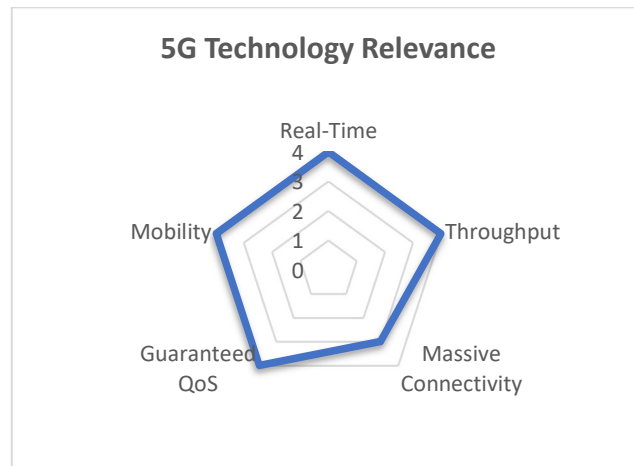 5G Technology Relevance
Real-Time
4
3
2
1
0
Mobility
Throughput
Guaranteed
QoS
Massive
Connectivity